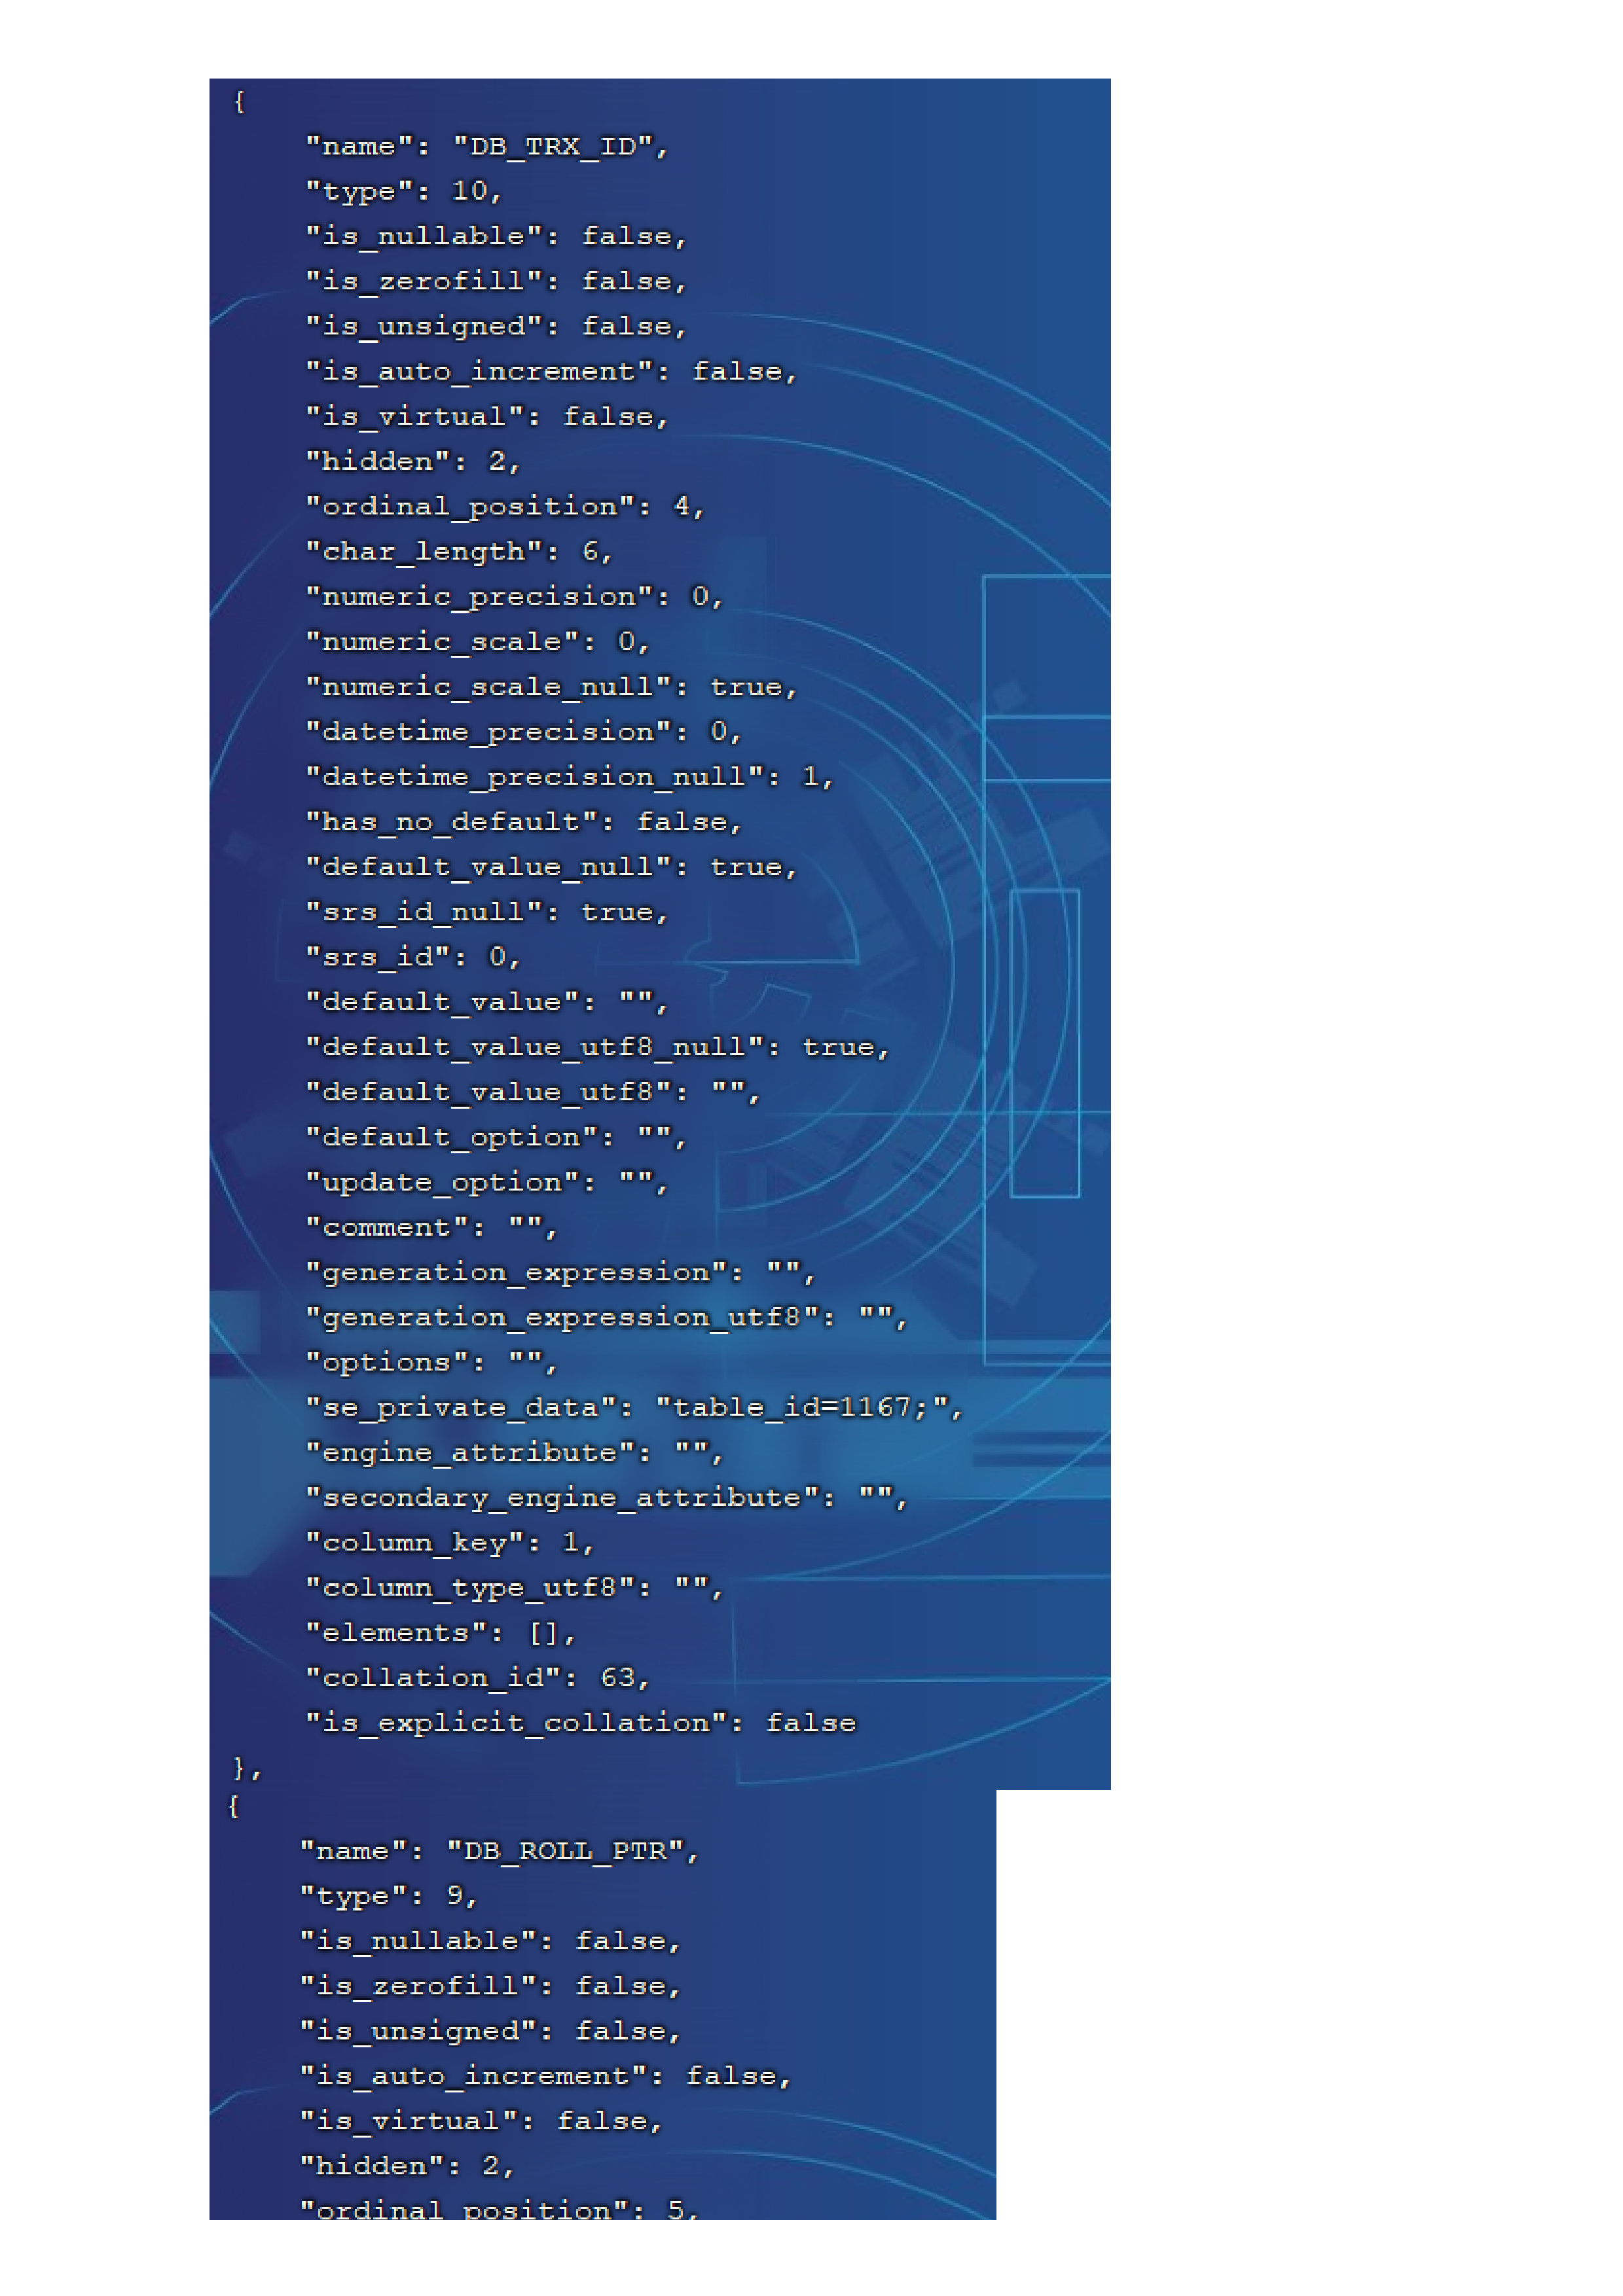 {
"name": "DB_TRX_ID",
"type": 10,
"is_nullable": false,
"is_zerofill": false,
"is_unsigned": false,
"is_auto_increment": false,
"is_virtual": false,
"hidden": 2,
"ordinal_position": 4,
"char_length": 6,
"numeric_precision": 0,
"numeric_scale": 0,
"numeric_scale_null": true,
"datetime_precision": 0,
"datetime_precision_null": 1,
"has_no_default": false,
"default_value_null": true,
"srs_id_null": true,
"srs_id": 0,
"default_value": "",
"default_value_utf8_null": true,
"default_value_utf8": "",
"default_option": "",
"update_option": "",
"comment": "",
"generation_expression": "",
"generation_expression_utf8": "",
"options": "",
"se_private_data": "table_id=1167;",
"engine_attribute": "",
"secondary_engine_attribute": "",
"column_key": 1,
"column_type_utf8": "",
"elements": [],
"collation_id": 63,
"is_explicit_collation": false
},
{
"name": "DB_ROLL_PTR",
"type": 9,
"is_nullable": false,
"is_zerofill": false,
"is_unsigned": false,
"is_auto_increment": false,
"is_virtual": false,
"hidden": 2,
"ordinal_position": 5,